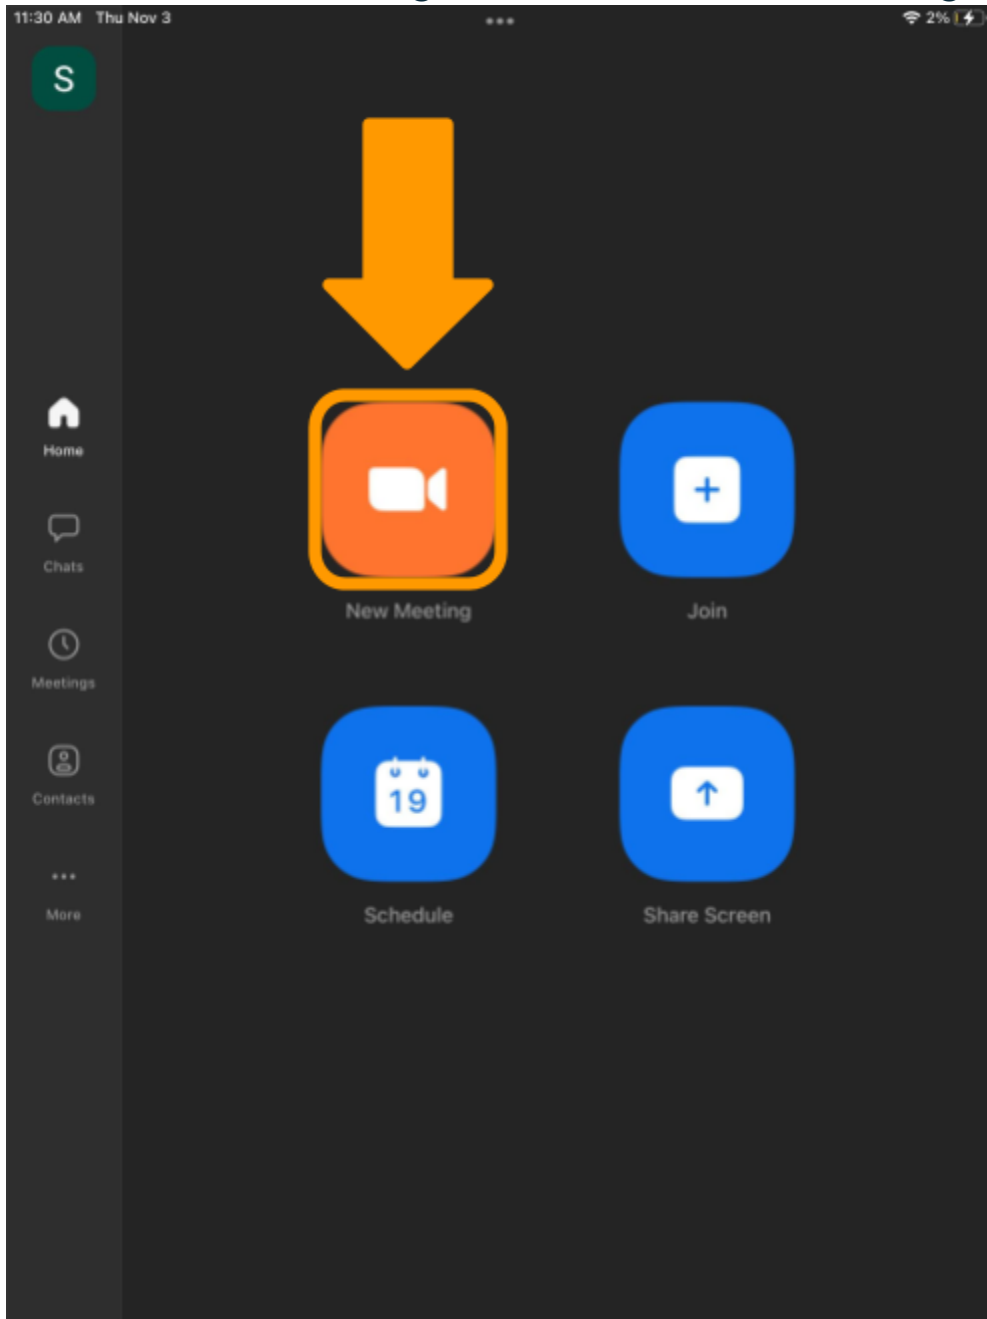 11:30 AM Thu Nov 3 2%
S
Home
Chats
Meetings
Contacts
More
New Meeting Join
19
Schedule Share Screen